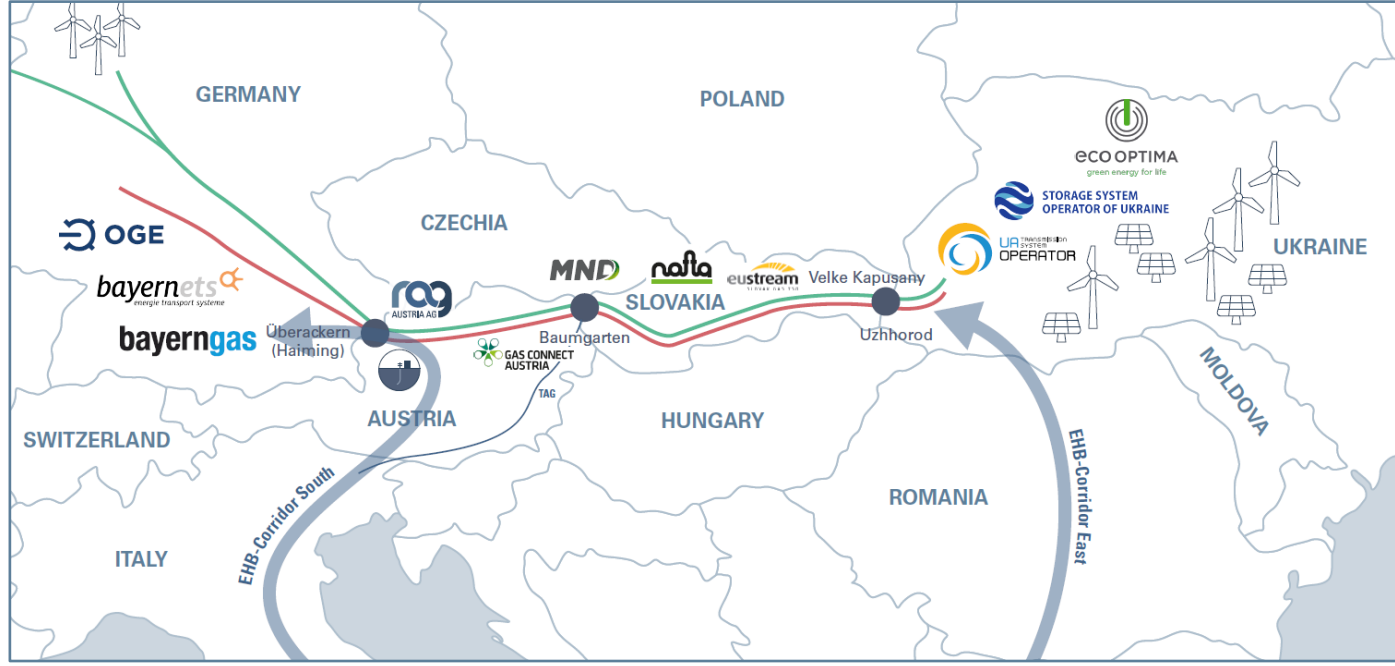 GERMANY
POLAND
ECO OPTIMA
green energy for life
STORAGE SYSTEM
OPERATOR OF UKRAINE
CZECHIA
OGE
UA TRANSMISSION
SYSTEM
OPERATOR
UKRAINE
bayernets
energie transport systeme
rag
AUSTRIA AG
MND
nafta
eustream
SLOVAKIA
Velke Kapusany
bayerngas
Überackern
(Haiming)
Baumgarten
Uzhhorod
GAS CONNECT
AUSTRIA
TAG
AUSTRIA
HUNGARY
MOLDOVA
SWITZERLAND
EHB-Corridor South
EHB-Corridor East
ROMANIA
ITALY